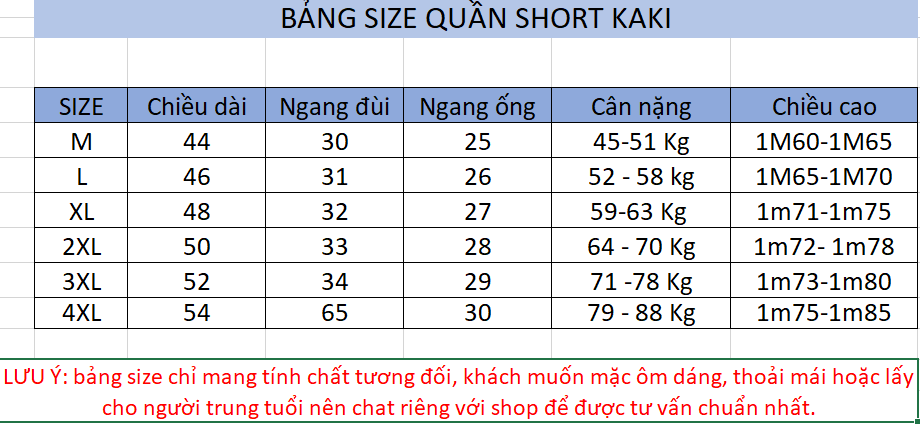 BẢNG SIZE QUẦN SHORT KAKI
SIZE Chiều dài Ngang đùi Ngang ống Cân nặng Chiều cao
M 44 30 25 45-51 Kg 1M60-1M65
L 46 31 26 52 - 58 kg 1M65-1M70
XL 48 32 27 59-63 Kg 1m71-1m75
2XL 50 33 28 64 - 70 Kg 1m72- 1m78
3XL 52 34 29 71 -78 Kg 1m73-1m80
4XL 54 65 30 79 - 88 Kg 1m75-1m85
LƯU Ý: bảng size chỉ mang tính chất tương đối, khách muốn mặc ôm dáng, thoải mái hoặc lấy
cho người trung tuổi nên chat riêng với shop để được tư vấn chuẩn nhất.